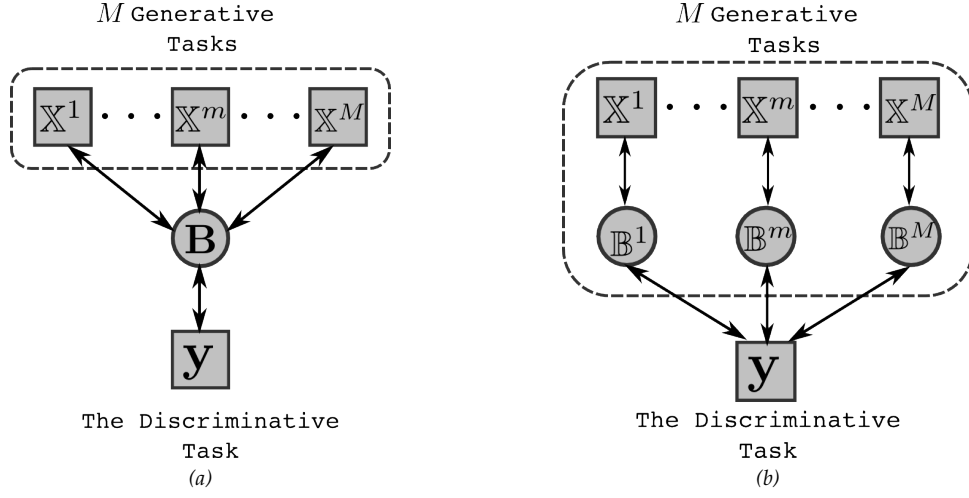 M Generative
Tasks
𝕏¹ · · · 𝕏ᵐ · · · 𝕏ᴹ
B
y
The Discriminative
Task
(a)
M Generative
Tasks
𝕏¹ · · · 𝕏ᵐ · · · 𝕏ᴹ
𝔹¹ 𝔹ᵐ 𝔹ᴹ
y
The Discriminative
Task
(b)